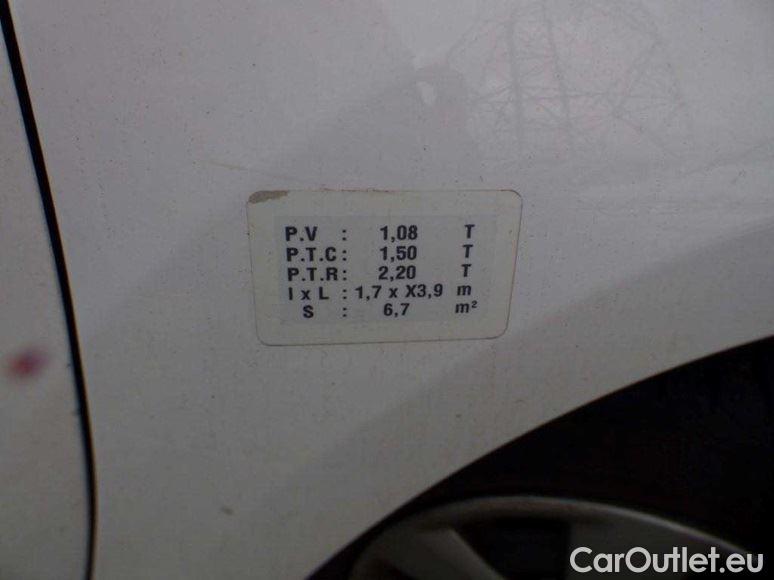 P.V : 1,08 T
P.T.C : 1,50 T
P.T.R : 2,20 T
l x L : 1,7 x X3,9 m
S : 6,7 m²
CarOutlet.eu